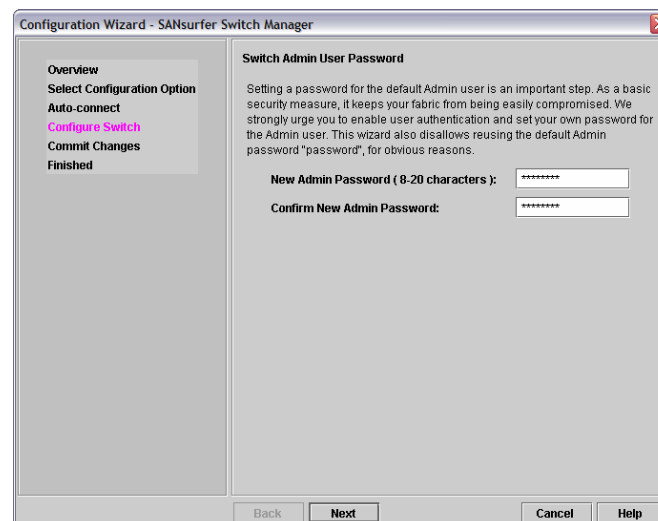 Configuration Wizard - SANsurfer Switch Manager
Overview
Select Configuration Option
Auto-connect
Configure Switch
Commit Changes
Finished
Switch Admin User Password
Setting a password for the default Admin user is an important step. As a basic
security measure, it keeps your fabric from being easily compromised. We
strongly urge you to enable user authentication and set your own password for
the Admin user. This wizard also disallows reusing the default Admin
password "password", for obvious reasons.
New Admin Password ( 8-20 characters ): ********
Confirm New Admin Password: ********
Back Next Cancel Help